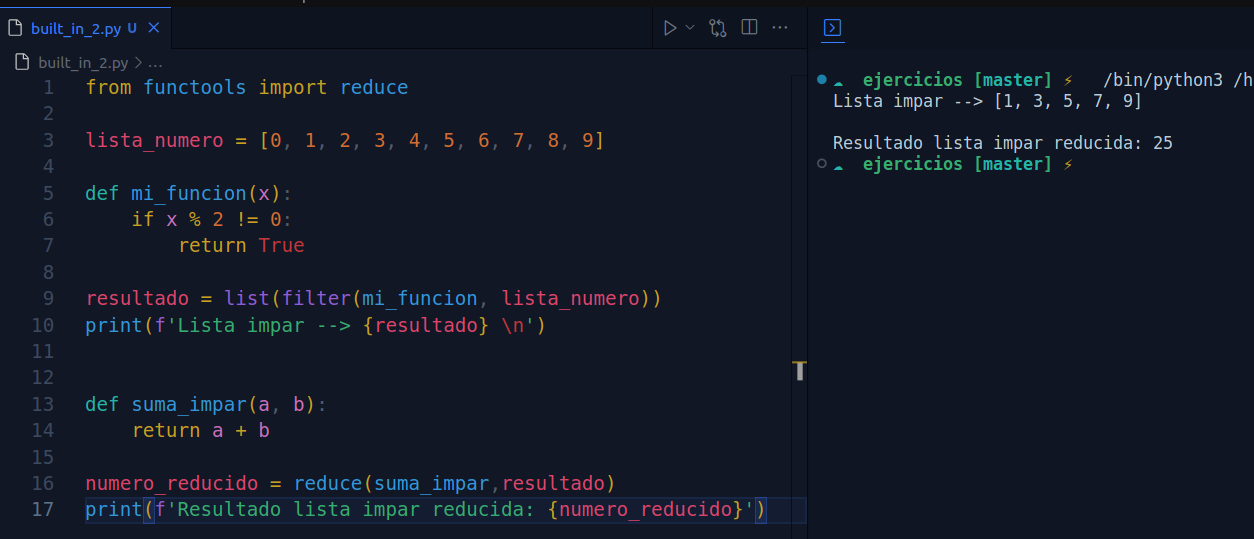 built_in_2.py U
built_in_2.py > ...
1 from functools import reduce
2
3 lista_numero = [0, 1, 2, 3, 4, 5, 6, 7, 8, 9]
4
5 def mi_funcion(x):
6     if x % 2 != 0:
7         return True
8
9 resultado = list(filter(mi_funcion, lista_numero))
10 print(f'Lista impar --> {resultado} \n')
11
12
13 def suma_impar(a, b):
14     return a + b
15
16 numero_reducido = reduce(suma_impar,resultado)
17 print(f'Resultado lista impar reducida: {numero_reducido}')
ejercicios [master] ⚡ /bin/python3 /h
Lista impar --> [1, 3, 5, 7, 9]
Resultado lista impar reducida: 25
ejercicios [master] ⚡